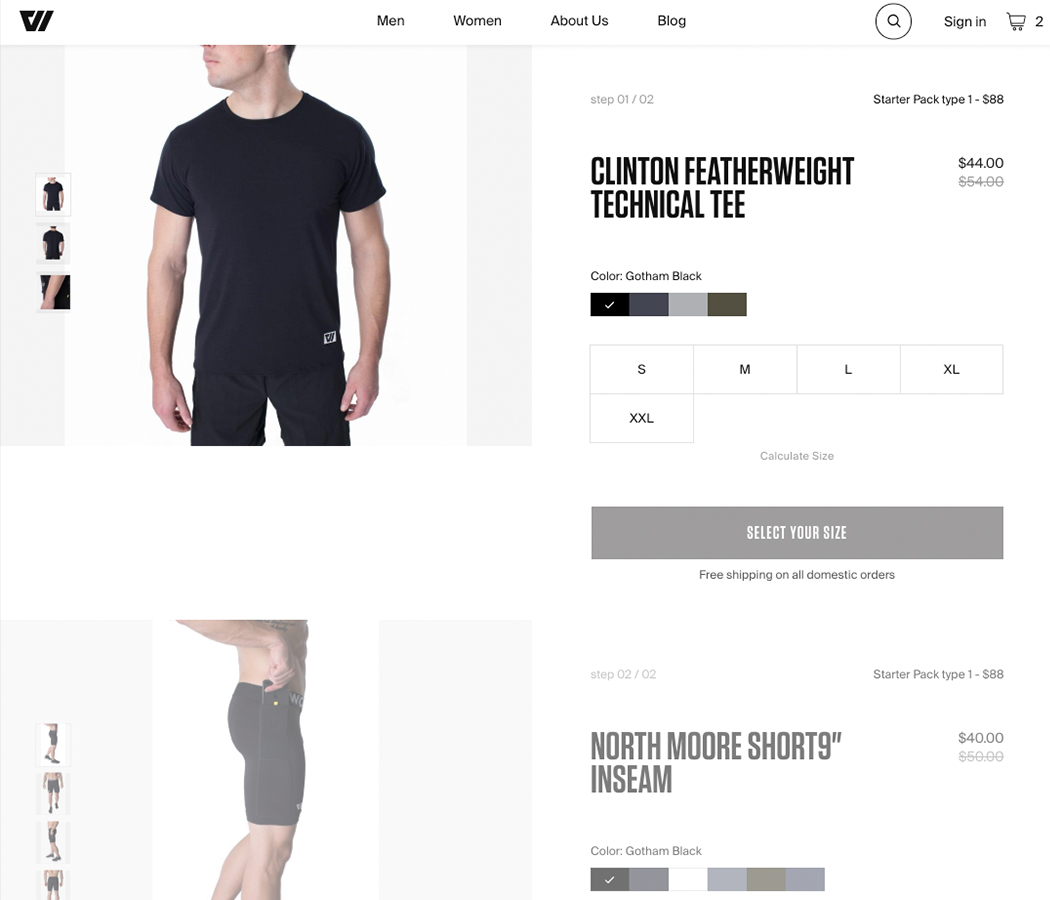 Men
Women
About Us
Blog
Sign in
2
step 01 / 02
Starter Pack type 1 - $88
CLINTON FEATHERWEIGHT
TECHNICAL TEE
$44.00
$54.00
Color: Gotham Black
S
M
L
XL
XXL
Calculate Size
SELECT YOUR SIZE
Free shipping on all domestic orders
step 02 / 02
Starter Pack type 1 - $88
NORTH MOORE SHORT9"
INSEAM
$40.00
$50.00
Color: Gotham Black